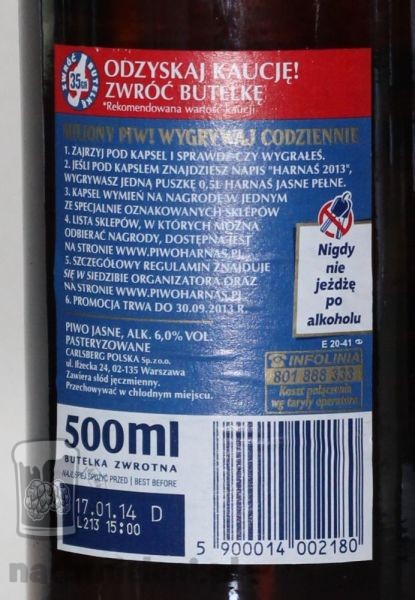 ZWRÓĆ BUTELKĘ
35GR
ODZYSKAJ KAUCJĘ!
ZWRÓĆ BUTELKĘ
*Rekomendowana wartość kaucji
MILIONY PIW! WYGRYWAJ CODZIENNIE
1. ZAJRZYJ POD KAPSEL I SPRAWDŹ CZY WYGRAŁEŚ.
2. JEŚLI POD KAPSLEM ZNAJDZIESZ NAPIS "HARNAŚ 2013",
WYGRYWASZ JEDNĄ PUSZKĘ 0,5L HARNAŚ JASNE PEŁNE.
3. KAPSEL WYMIEŃ NA NAGRODĘ W JEDNYM
ZE SPECJALNIE OZNAKOWANYCH SKLEPÓW
4. LISTA SKLEPÓW, W KTÓRYCH MOŻNA
ODBIERAĆ NAGRODY, DOSTĘPNA JEST
NA STRONIE WWW.PIWOHARNAS.PL
5. SZCZEGÓŁOWY REGULAMIN ZNAJDUJE
SIĘ W SIEDZIBIE ORGANIZATORA ORAZ
NA STRONIE WWW.PIWOHARNAS.PL
6. PROMOCJA TRWA DO 30.09.2013 R.
Nigdy
nie
jeżdżę
po
alkoholu
E 20-41
PIWO JASNE, ALK. 6,0% VOL.
PASTERYZOWANE
CARLSBERG POLSKA Sp.z o.o.
ul. Iłżecka 24, 02-135 Warszawa
Zawiera słód jęczmienny.
Przechowywać w chłodnym miejscu.
INFOLINIA
801 888 333
Koszt połączenia
wg taryfy operatora.
500ml
BUTELKA ZWROTNA
NAJLEPIEJ SPOŻYĆ PRZED | BEST BEFORE
17.01.14 D
L213 15:00
5 900014 002180